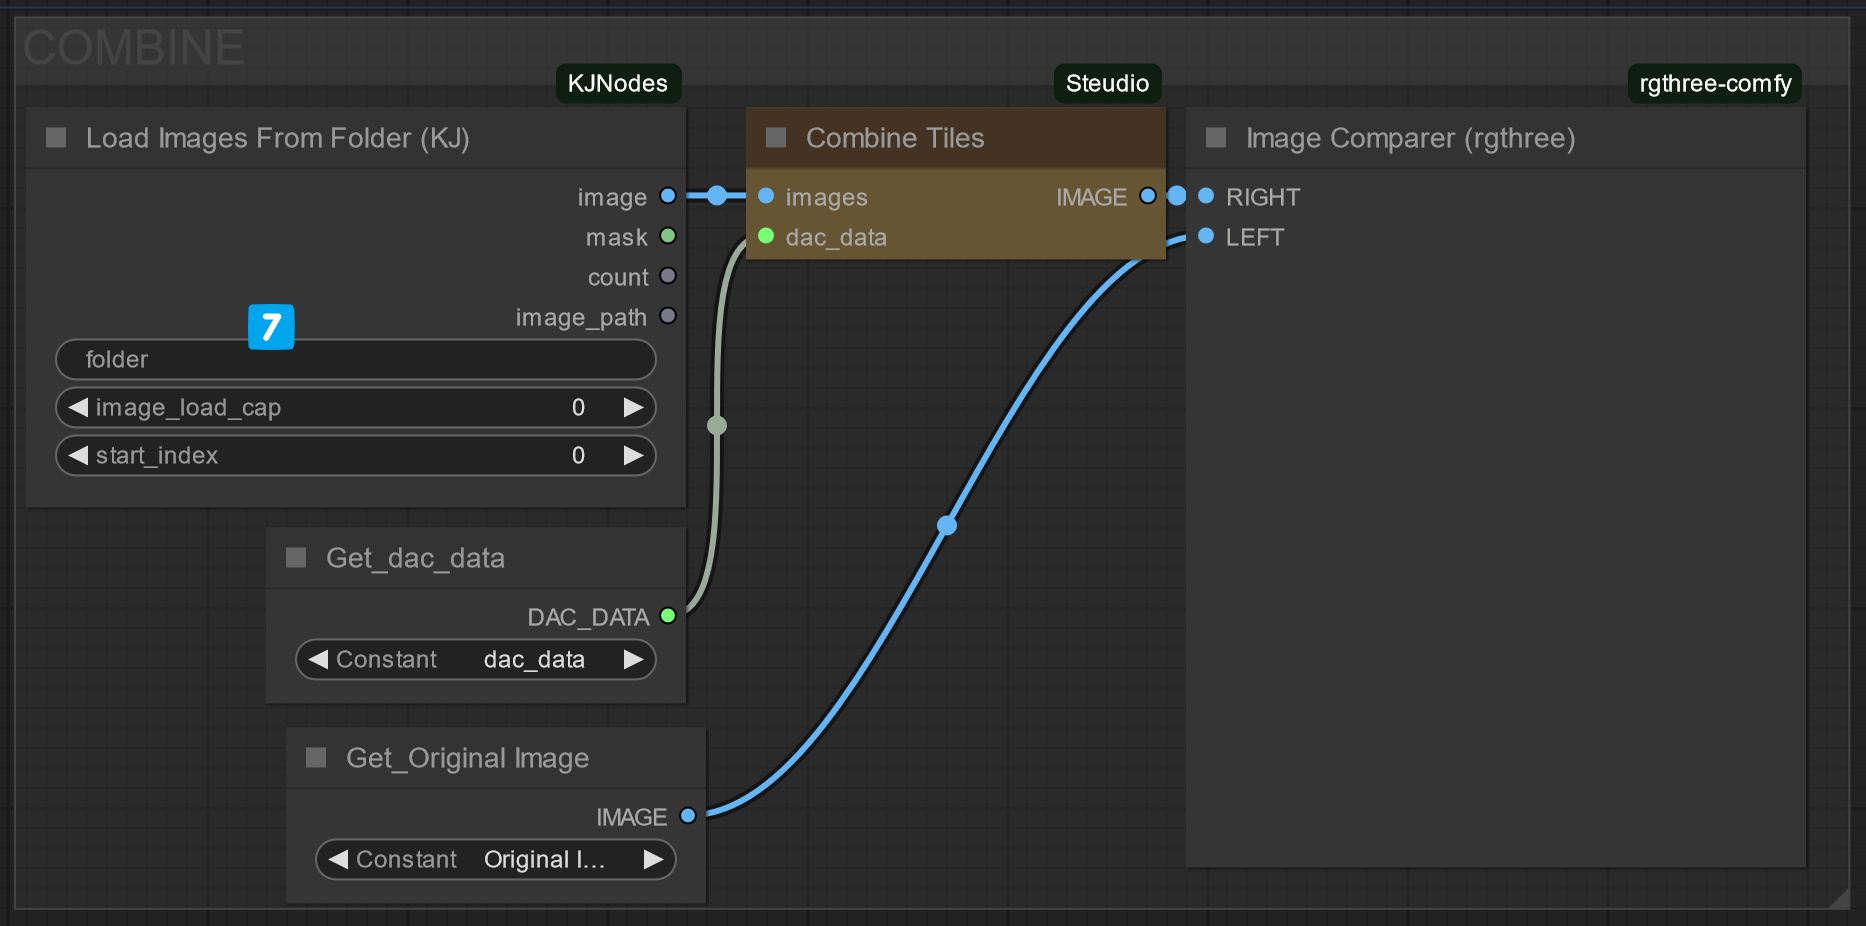 COMBINE
KJNodes
Load Images From Folder (KJ)
image
mask
count
image_path
7
folder
image_load_cap 0
start_index 0
Get_dac_data
DAC_DATA
Constant dac_data
Get_Original Image
IMAGE
Constant Original I...
Steudio
Combine Tiles
images IMAGE
dac_data
rgthree-comfy
Image Comparer (rgthree)
RIGHT
LEFT